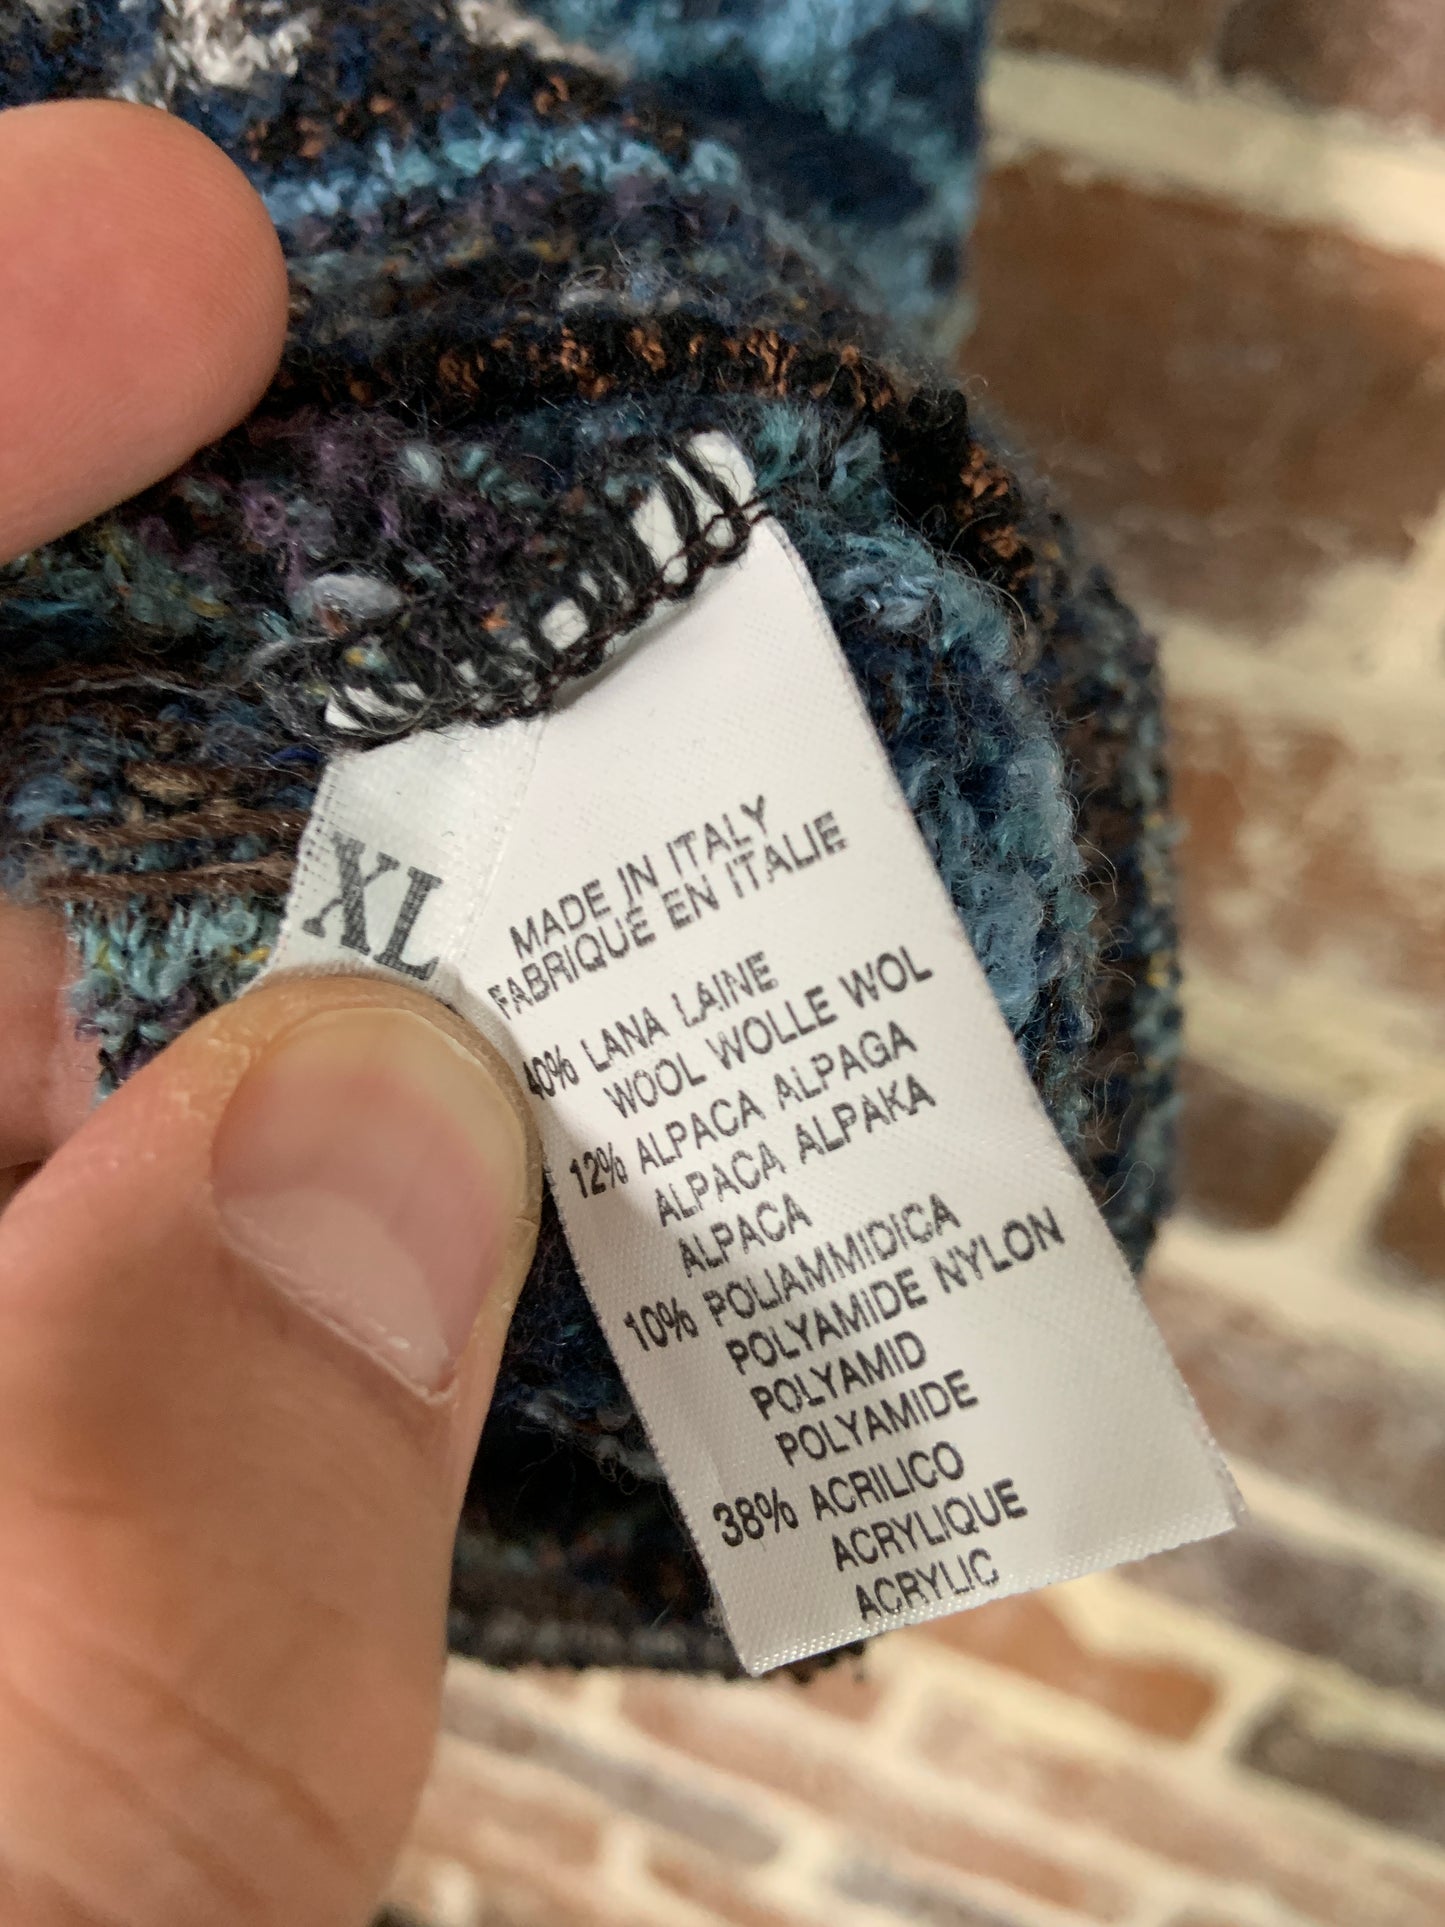 XL
MADE IN ITALY
FABRIQUÉ EN ITALIE
40% LANA LAINE
WOOL WOLLE WOL
12% ALPACA ALPAGA
ALPACA ALPAKA
ALPACA
10% POLIAMMIDICA
POLYAMIDE NYLON
POLYAMID
POLYAMIDE
38% ACRILICO
ACRYLIQUE
ACRYLIC